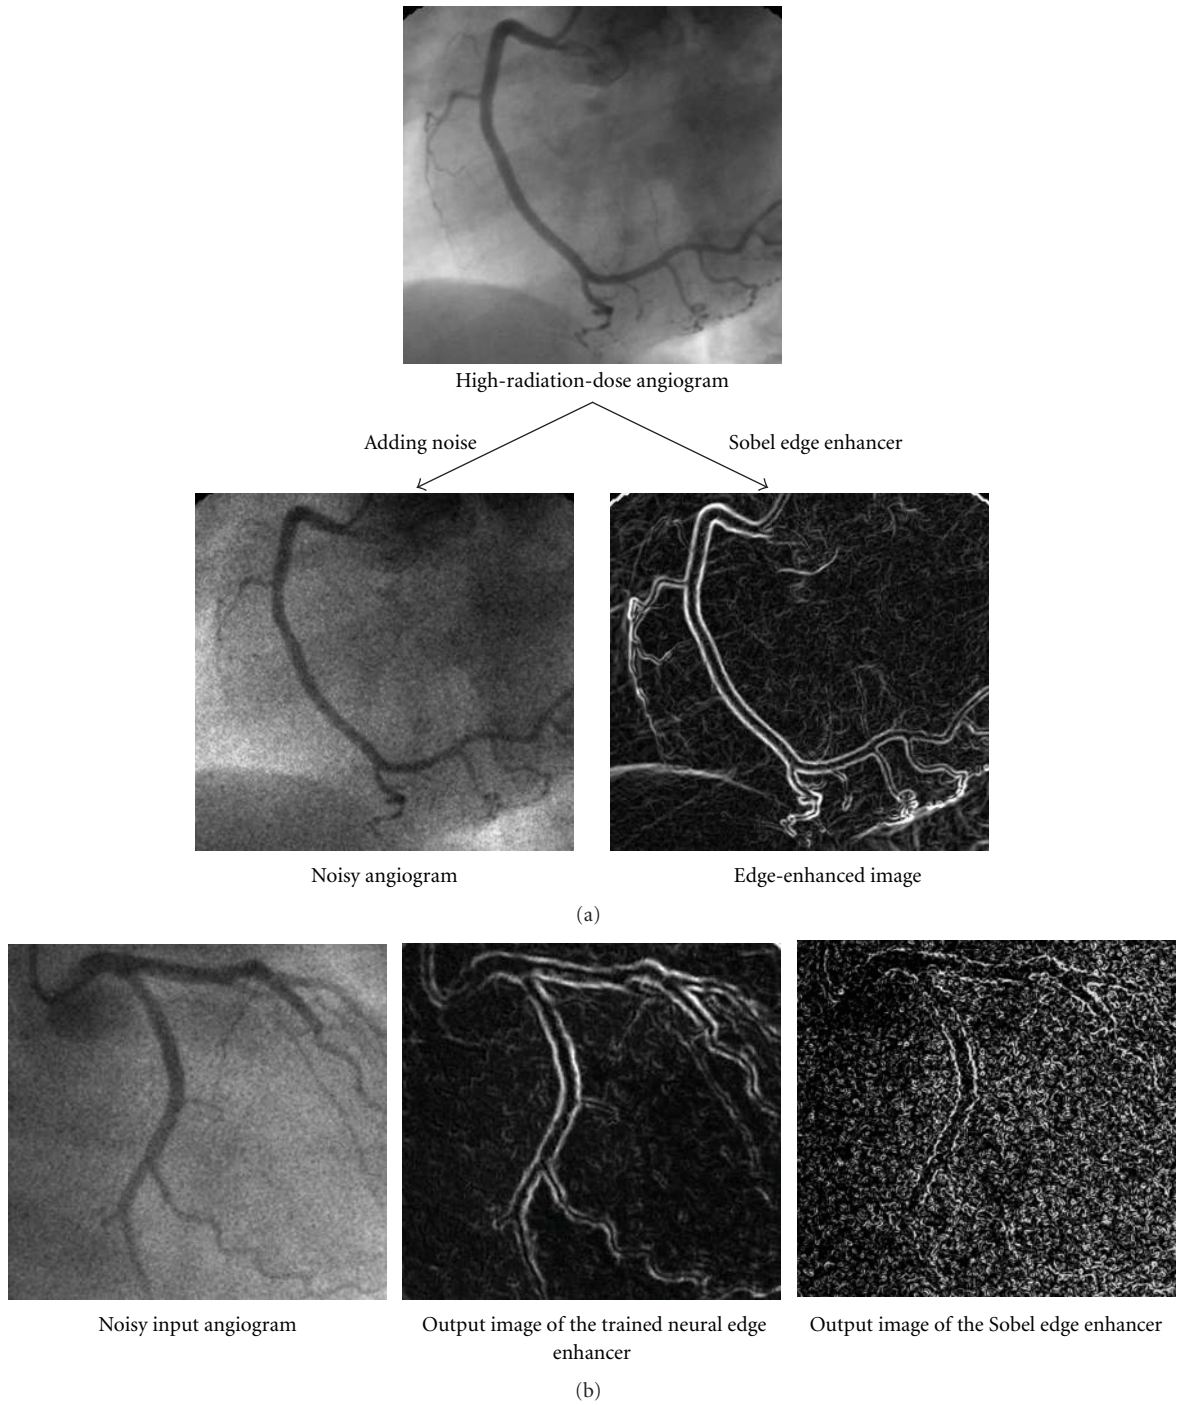 High-radiation-dose angiogram
Adding noise
Sobel edge enhancer
Noisy angiogram
Edge-enhanced image
(a)
Noisy input angiogram
Output image of the trained neural edge
enhancer
Output image of the Sobel edge enhancer
(b)